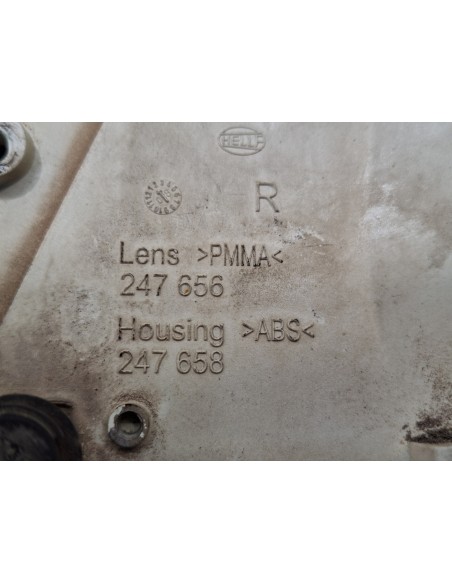 HELLA
R
Lens >PMMA<
247 656
Housing >ABS<
247 658